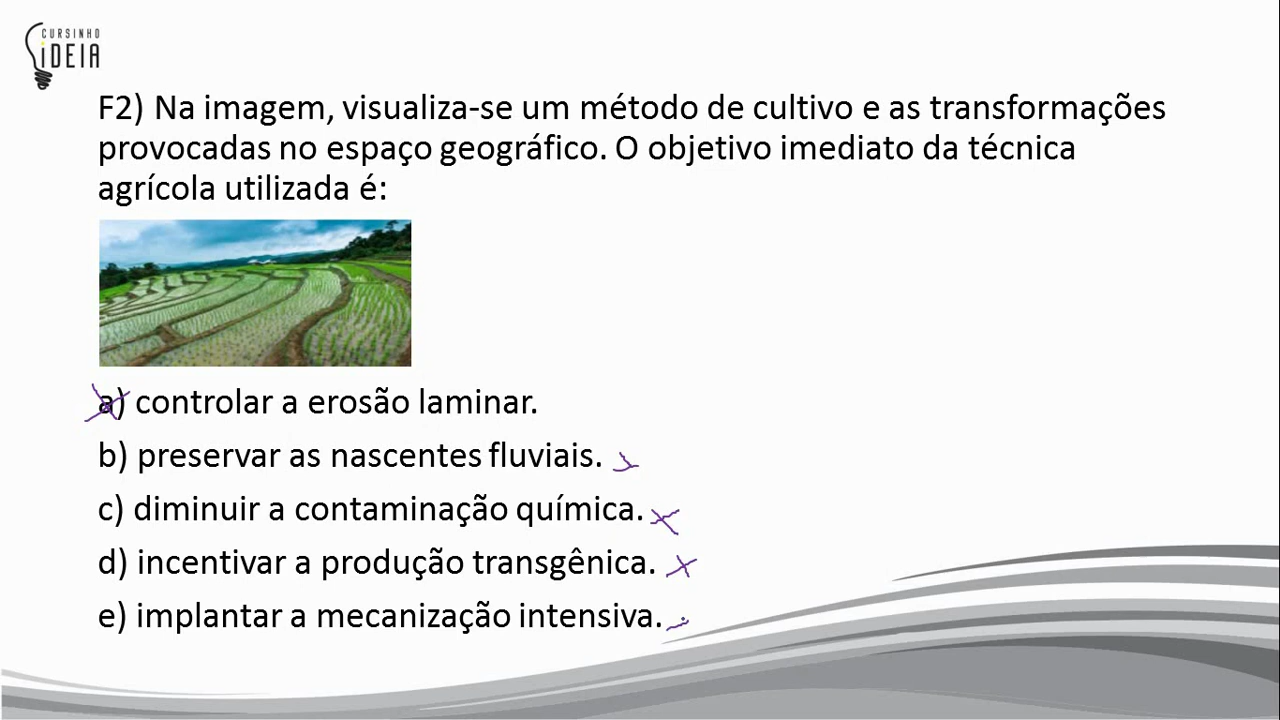 CURSINHO
iDEIA
F2) Na imagem, visualiza-se um método de cultivo e as transformações
provocadas no espaço geográfico. O objetivo imediato da técnica
agrícola utilizada é:
a) controlar a erosão laminar.
b) preservar as nascentes fluviais.
c) diminuir a contaminação química.
d) incentivar a produção transgênica.
e) implantar a mecanização intensiva.